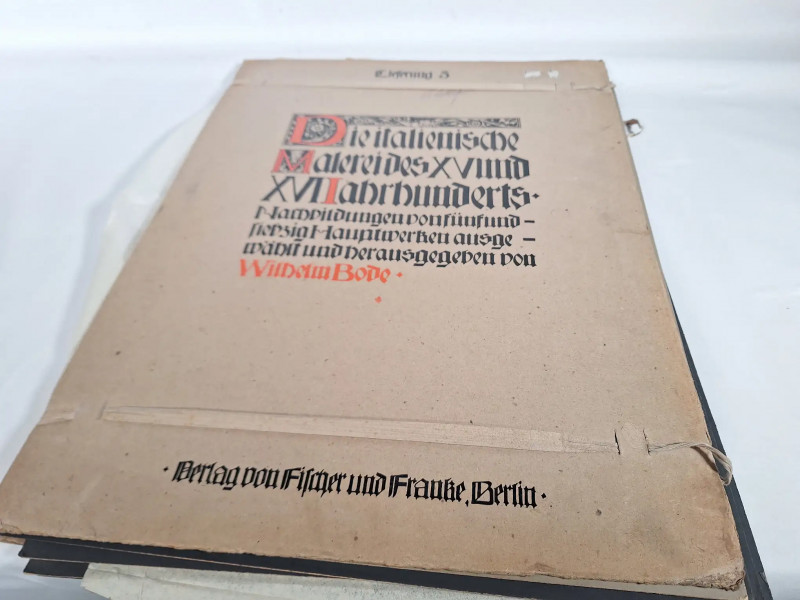 Lieferung 3
Die italienische
Malerei des XV und
XVI Jahrhunderts.
Nachbildungen von fünfund-
siebzig Hauptwerken ausge-
wählt und herausgegeben von
Wilhelm Bode.
· Verlag von Fischer und Franke, Berlin ·